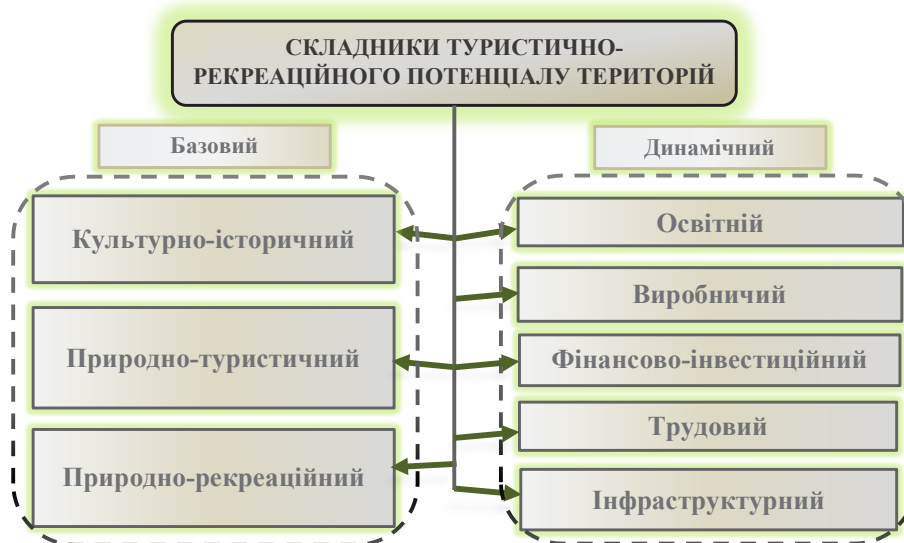 СКЛАДНИКИ ТУРИСТИЧНО-
РЕКРЕАЦІЙНОГО ПОТЕНЦІАЛУ ТЕРИТОРІЙ
Базовий
Культурно-історичний
Природно-туристичний
Природно-рекреаційний
Динамічний
Освітній
Виробничий
Фінансово-інвестиційний
Трудовий
Інфраструктурний